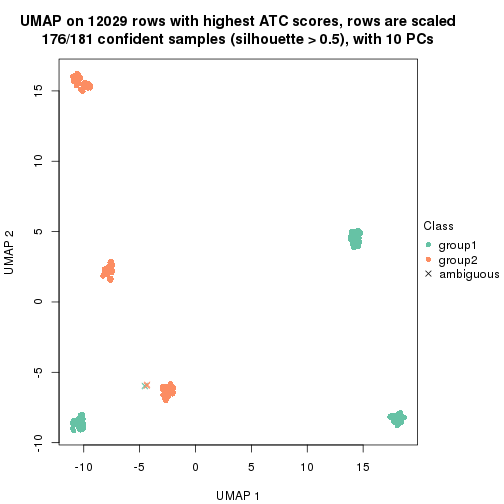 UMAP on 12029 rows with highest ATC scores, rows are scaled
176/181 confident samples (silhouette > 0.5), with 10 PCs
15
10
5
0
-5
-10
UMAP 2
-10 -5 0 5 10 15
UMAP 1
Class
group1
group2
ambiguous